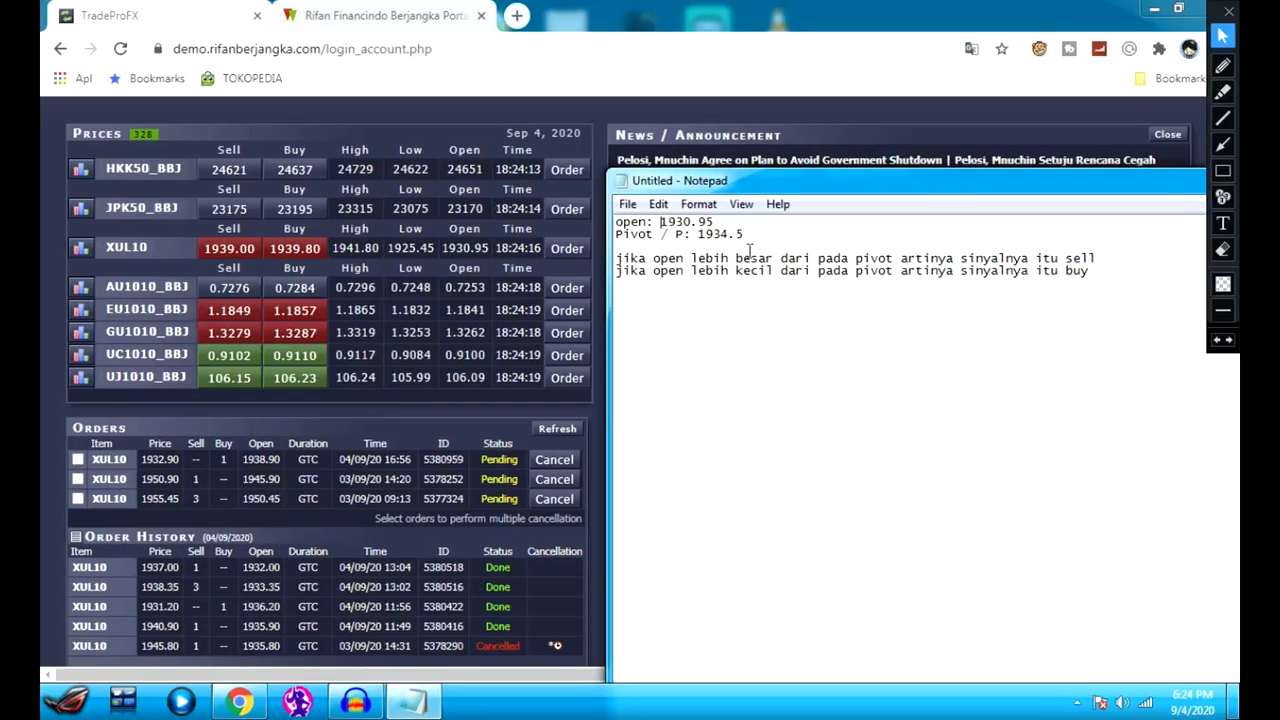 TradeProFX
Rifan Financindo Berjangka Porta
demo.rifanberjangka.com/login_account.php
Apl Bookmarks TOKOPEDIA Bookmark
PRICES 328 Sep 4, 2020
Sell Buy High Low Open Time
HKK50_BBJ 24621 24637 24729 24622 24651 18:24:13 Order
Sell Buy High Low Open Time
JPK50_BBJ 23175 23195 23315 23075 23170 18:24:14 Order
Sell Buy High Low Open Time
XUL10 1939.00 1939.80 1941.80 1925.45 1930.95 18:24:16 Order
Sell Buy High Low Open Time
AU1010_BBJ 0.7276 0.7284 0.7296 0.7248 0.7253 18:24:18 Order
EU1010_BBJ 1.1849 1.1857 1.1865 1.1832 1.1841 18:24:19 Order
GU1010_BBJ 1.3279 1.3287 1.3319 1.3253 1.3262 18:24:18 Order
UC1010_BBJ 0.9102 0.9110 0.9117 0.9084 0.9100 18:24:19 Order
UJ1010_BBJ 106.15 106.23 106.24 105.99 106.09 18:24:19 Order
ORDERS Refresh
Item Price Sell Buy Open Duration Time ID Status
XUL10 1932.90 -- 1 1938.90 GTC 04/09/20 16:56 5380959 Pending Cancel
XUL10 1950.90 1 -- 1945.90 GTC 03/09/20 14:20 5378252 Pending Cancel
XUL10 1955.45 3 -- 1950.45 GTC 03/09/20 09:13 5377324 Pending Cancel
Select orders to perform multiple cancellation
ORDER HISTORY (04/09/2020)
Item Price Sell Buy Open Duration Time ID Status Cancellation
XUL10 1937.00 1 -- 1932.00 GTC 04/09/20 13:04 5380518 Done
XUL10 1938.35 3 -- 1933.35 GTC 04/09/20 13:02 5380516 Done
XUL10 1931.20 -- 1 1936.20 GTC 04/09/20 11:56 5380422 Done
XUL10 1940.90 1 -- 1935.90 GTC 04/09/20 11:49 5380416 Done
XUL10 1945.80 1 -- 1935.80 GTC 03/09/20 14:31 5378290 Cancelled
NEWS / ANNOUNCEMENT Close
Pelosi, Mnuchin Agree on Plan to Avoid Government Shutdown | Pelosi, Mnuchin Setuju Rencana Cegah
Untitled - Notepad
File Edit Format View Help
open: 1930.95
Pivot / P: 1934.5
jika open lebih besar dari pada pivot artinya sinyalnya itu sell
jika open lebih kecil dari pada pivot artinya sinyalnya itu buy
6:24 PM
9/4/2020